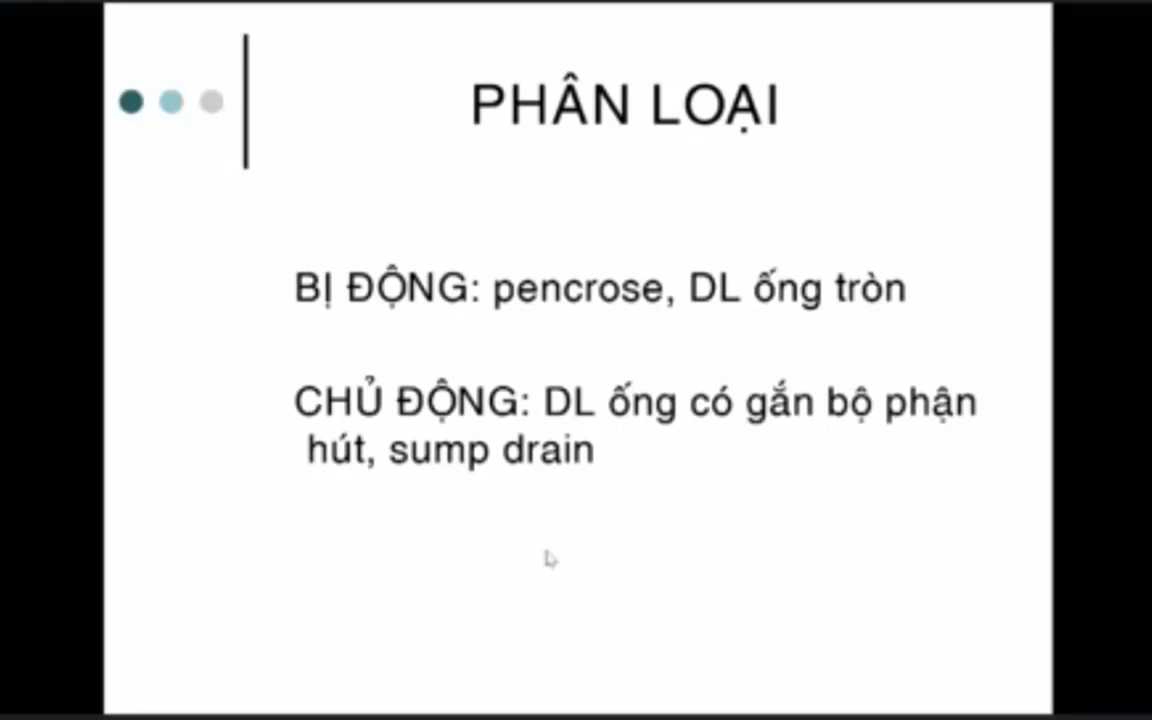 PHÂN LOẠI
BỊ ĐỘNG: pencrose, DL ống tròn
CHỦ ĐỘNG: DL ống có gắn bộ phận
hút, sump drain